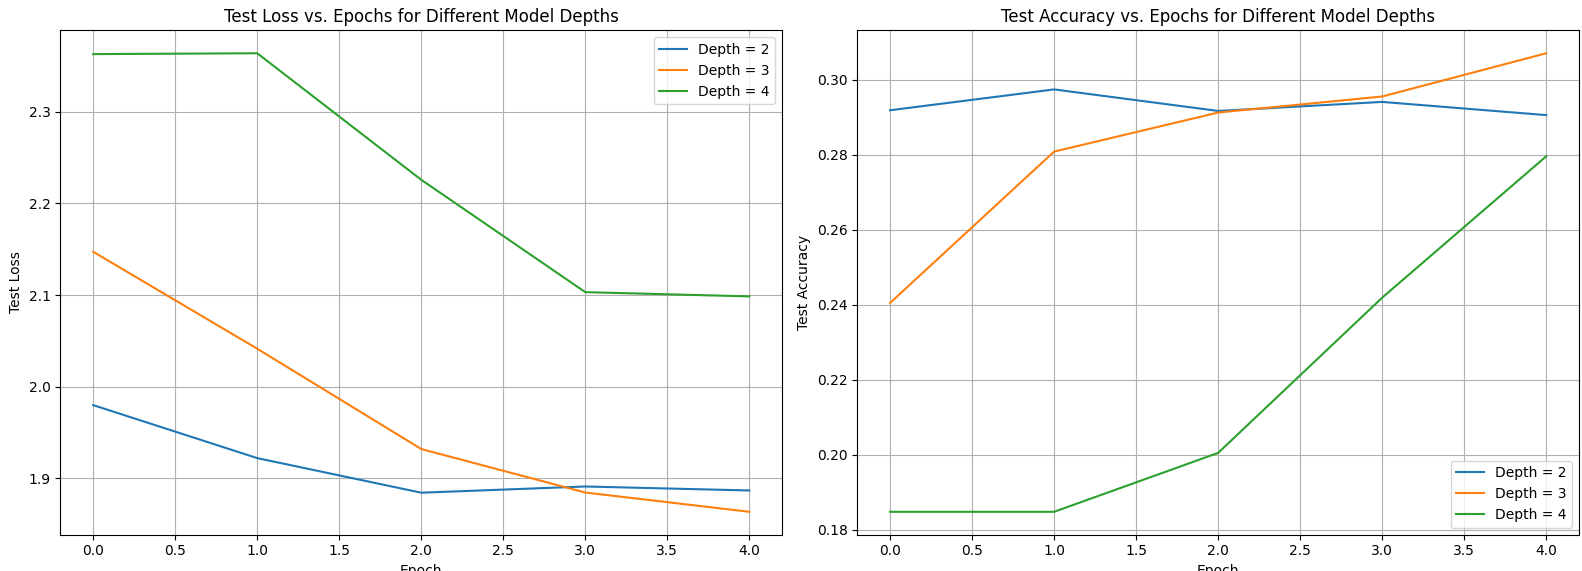 Test Loss vs. Epochs for Different Model Depths
Depth = 2
Depth = 3
Depth = 4
2.3
2.2
2.1
2.0
1.9
Test Loss
0.0 0.5 1.0 1.5 2.0 2.5 3.0 3.5 4.0
Epoch
Test Accuracy vs. Epochs for Different Model Depths
0.30
0.28
0.26
0.24
0.22
0.20
0.18
Test Accuracy
Depth = 2
Depth = 3
Depth = 4
0.0 0.5 1.0 1.5 2.0 2.5 3.0 3.5 4.0
Epoch